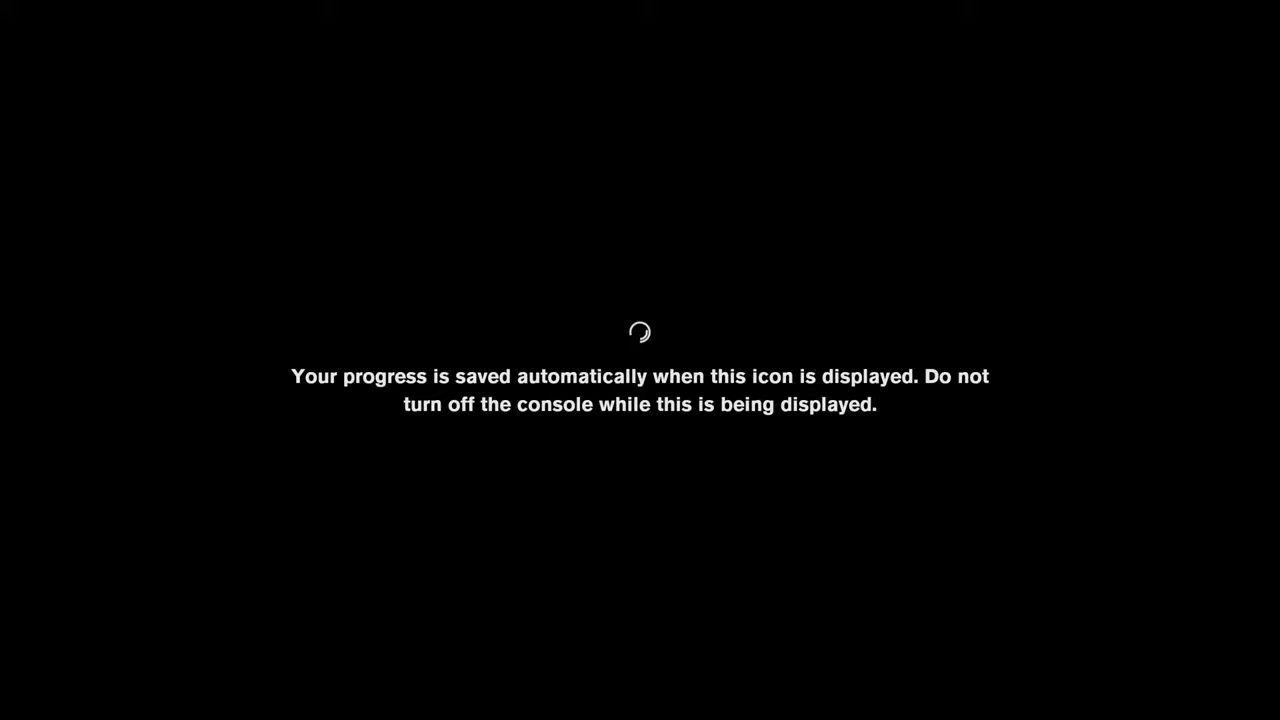 Your progress is saved automatically when this icon is displayed. Do not
turn off the console while this is being displayed.